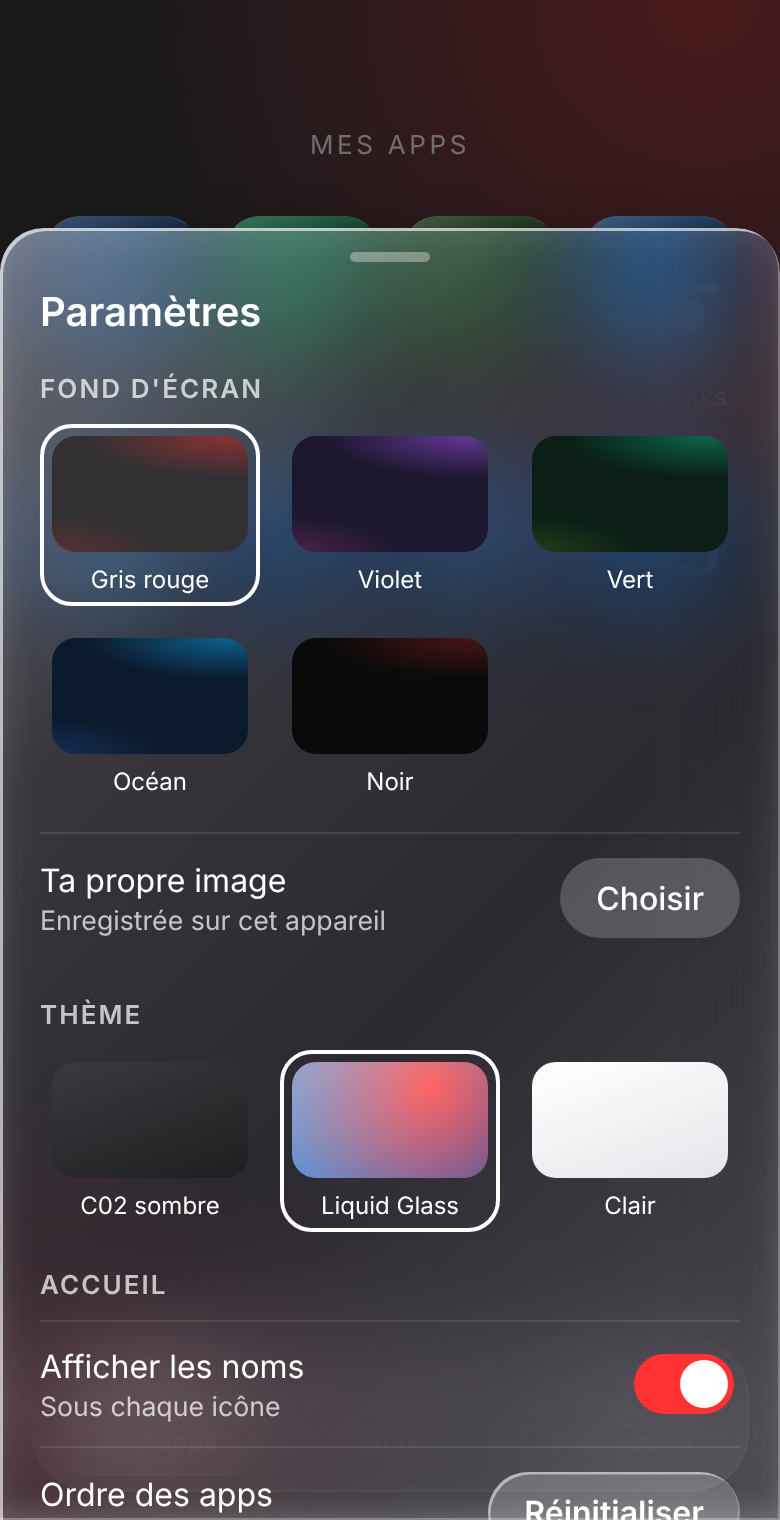 MES APPS
Paramètres
FOND D'ÉCRAN
Gris rouge
Violet
Vert
Océan
Noir
Ta propre image
Enregistrée sur cet appareil
Choisir
THÈME
C02 sombre
Liquid Glass
Clair
ACCUEIL
Afficher les noms
Sous chaque icône
Ordre des apps
Réinitialiser